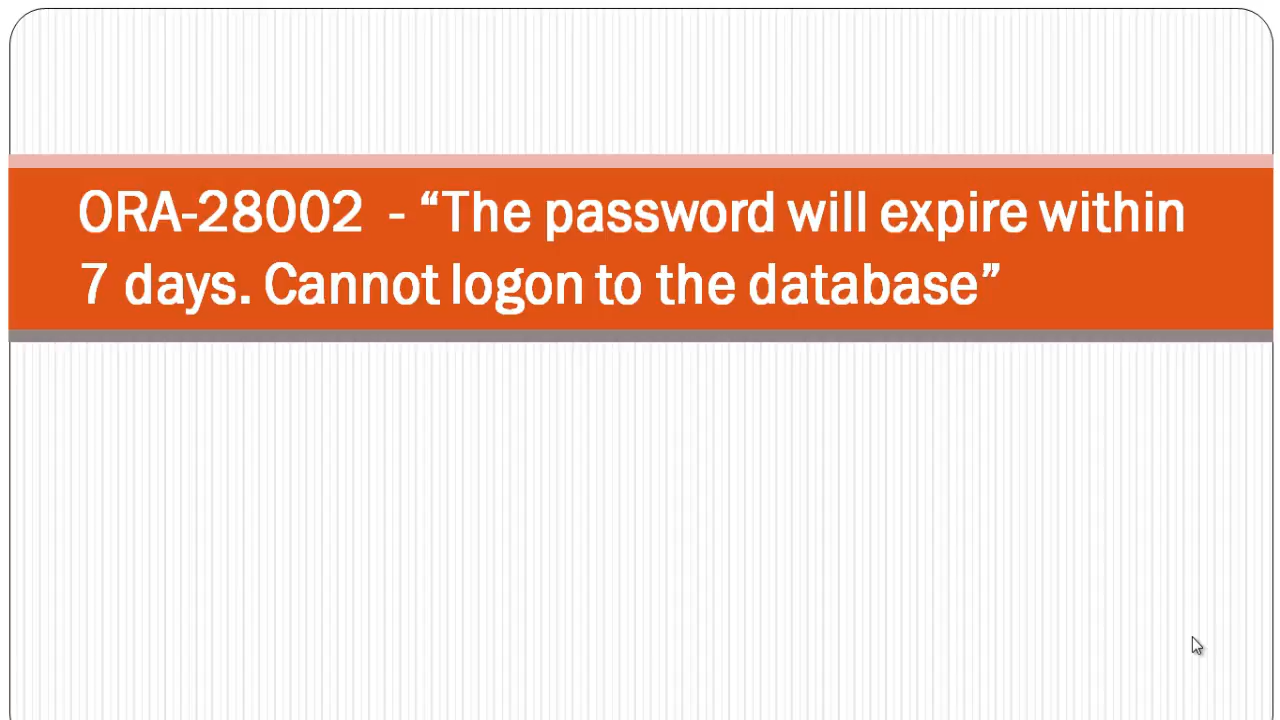 ORA-28002 - “The password will expire within
7 days. Cannot logon to the database”